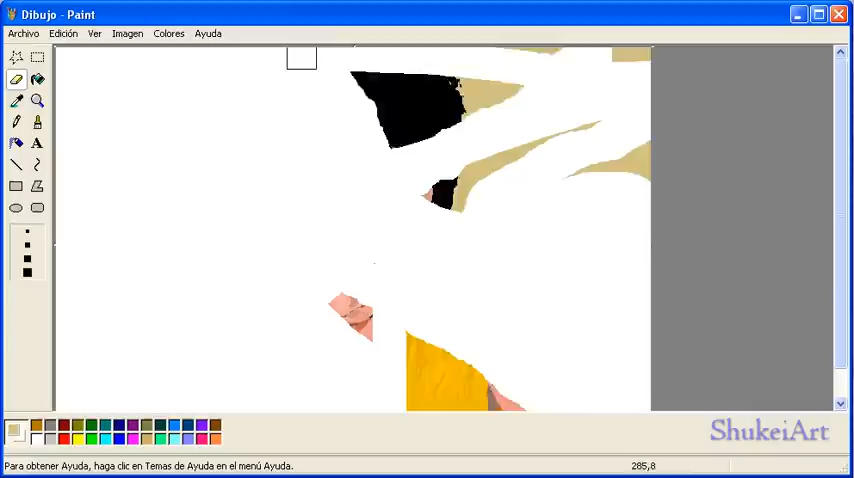 Dibujo - Paint
Archivo Edición Ver Imagen Colores Ayuda
A
ShukeiArt
Para obtener Ayuda, haga clic en Temas de Ayuda en el menú Ayuda. 285,8